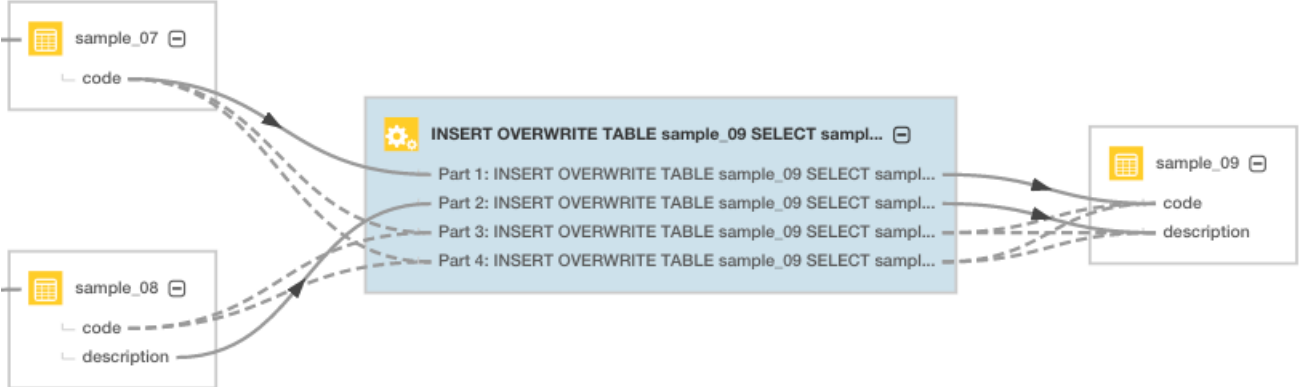 sample_07
code
INSERT OVERWRITE TABLE sample_09 SELECT sampl...
Part 1: INSERT OVERWRITE TABLE sample_09 SELECT sampl...
Part 2: INSERT OVERWRITE TABLE sample_09 SELECT sampl...
Part 3: INSERT OVERWRITE TABLE sample_09 SELECT sampl...
Part 4: INSERT OVERWRITE TABLE sample_09 SELECT sampl...
sample_09
code
description
sample_08
code
description